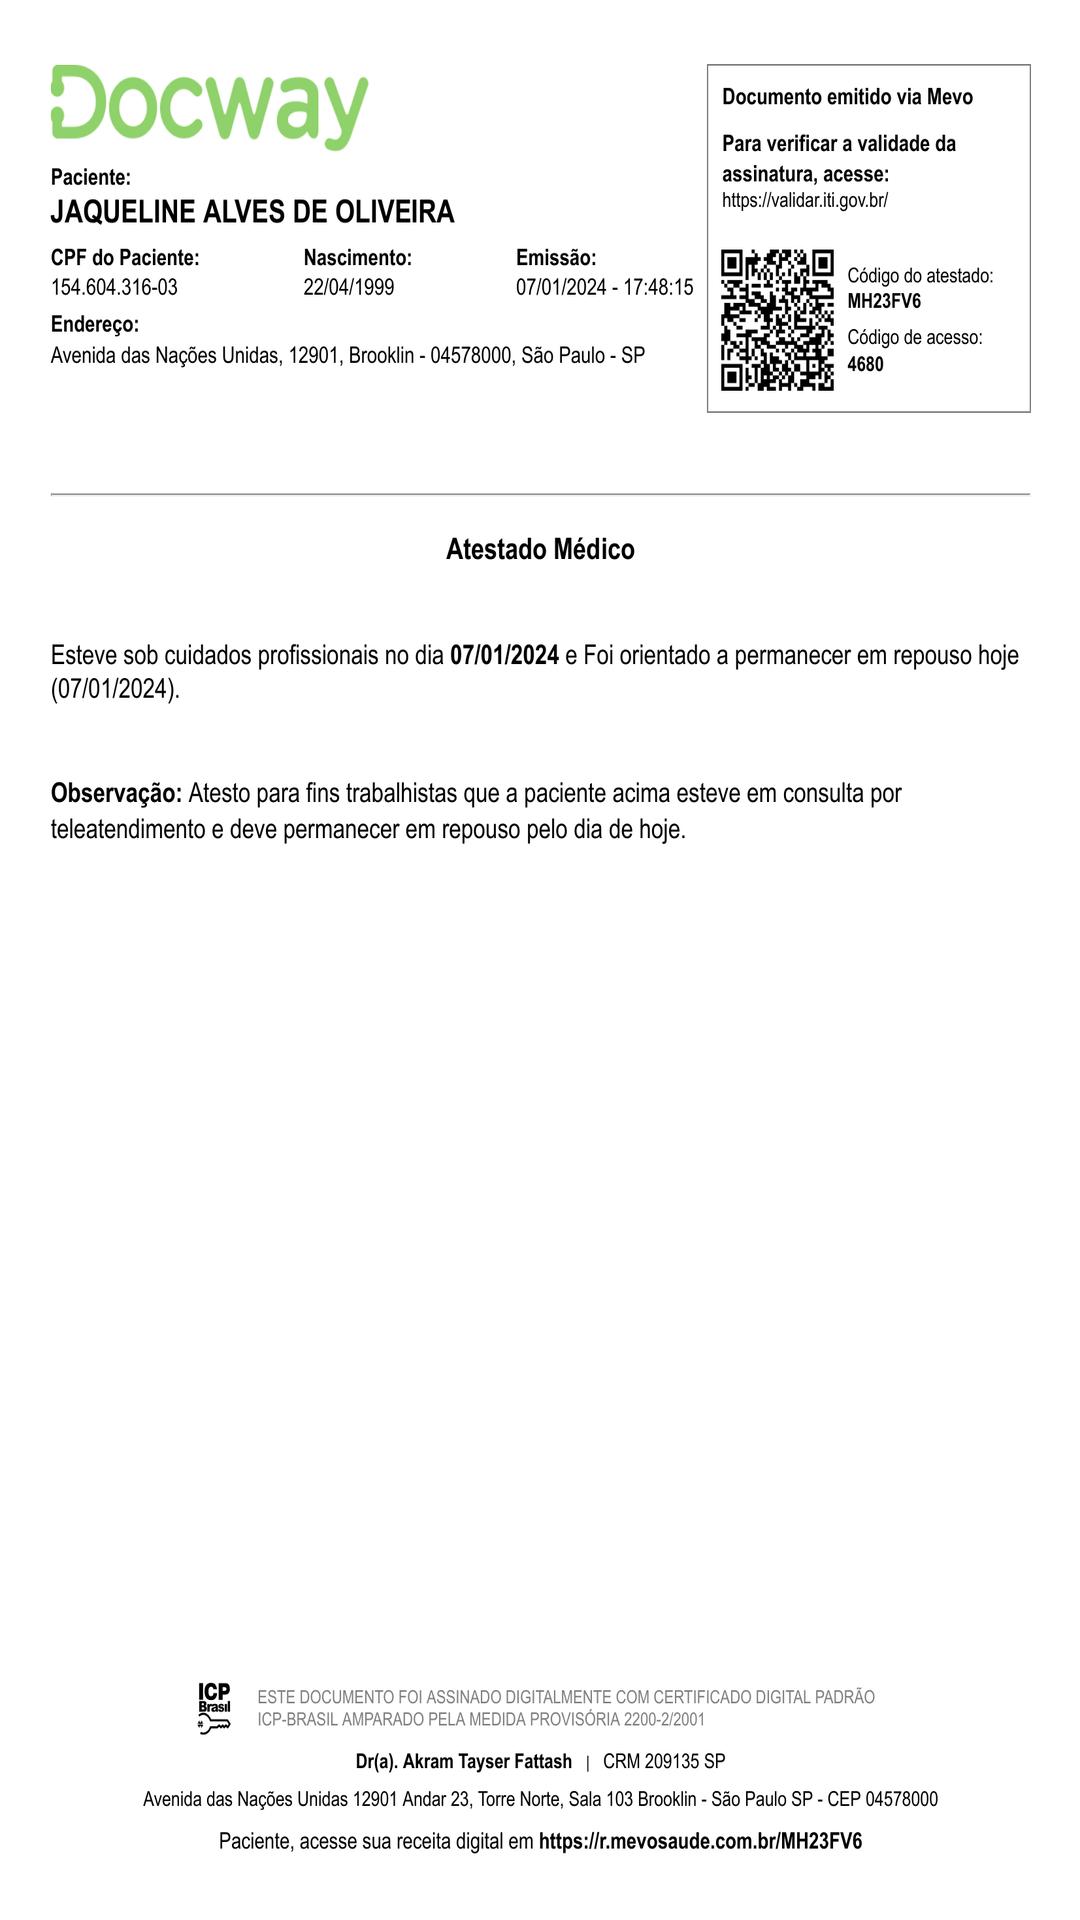 Docway
Documento emitido via Mevo
Para verificar a validade da
assinatura, acesse:
https://validar.iti.gov.br/
Paciente:
JAQUELINE ALVES DE OLIVEIRA
CPF do Paciente: Nascimento: Emissão:
154.604.316-03 22/04/1999 07/01/2024 - 17:48:15
Endereço:
Avenida das Nações Unidas, 12901, Brooklin - 04578000, São Paulo - SP
Código do atestado:
MH23FV6
Código de acesso:
4680
Atestado Médico
Esteve sob cuidados profissionais no dia 07/01/2024 e Foi orientado a permanecer em repouso hoje
(07/01/2024).
Observação: Atesto para fins trabalhistas que a paciente acima esteve em consulta por
teleatendimento e deve permanecer em repouso pelo dia de hoje.
ICP
Brasil
ESTE DOCUMENTO FOI ASSINADO DIGITALMENTE COM CERTIFICADO DIGITAL PADRÃO
ICP-BRASIL AMPARADO PELA MEDIDA PROVISÓRIA 2200-2/2001
Dr(a). Akram Tayser Fattash | CRM 209135 SP
Avenida das Nações Unidas 12901 Andar 23, Torre Norte, Sala 103 Brooklin - São Paulo SP - CEP 04578000
Paciente, acesse sua receita digital em https://r.mevosaude.com.br/MH23FV6